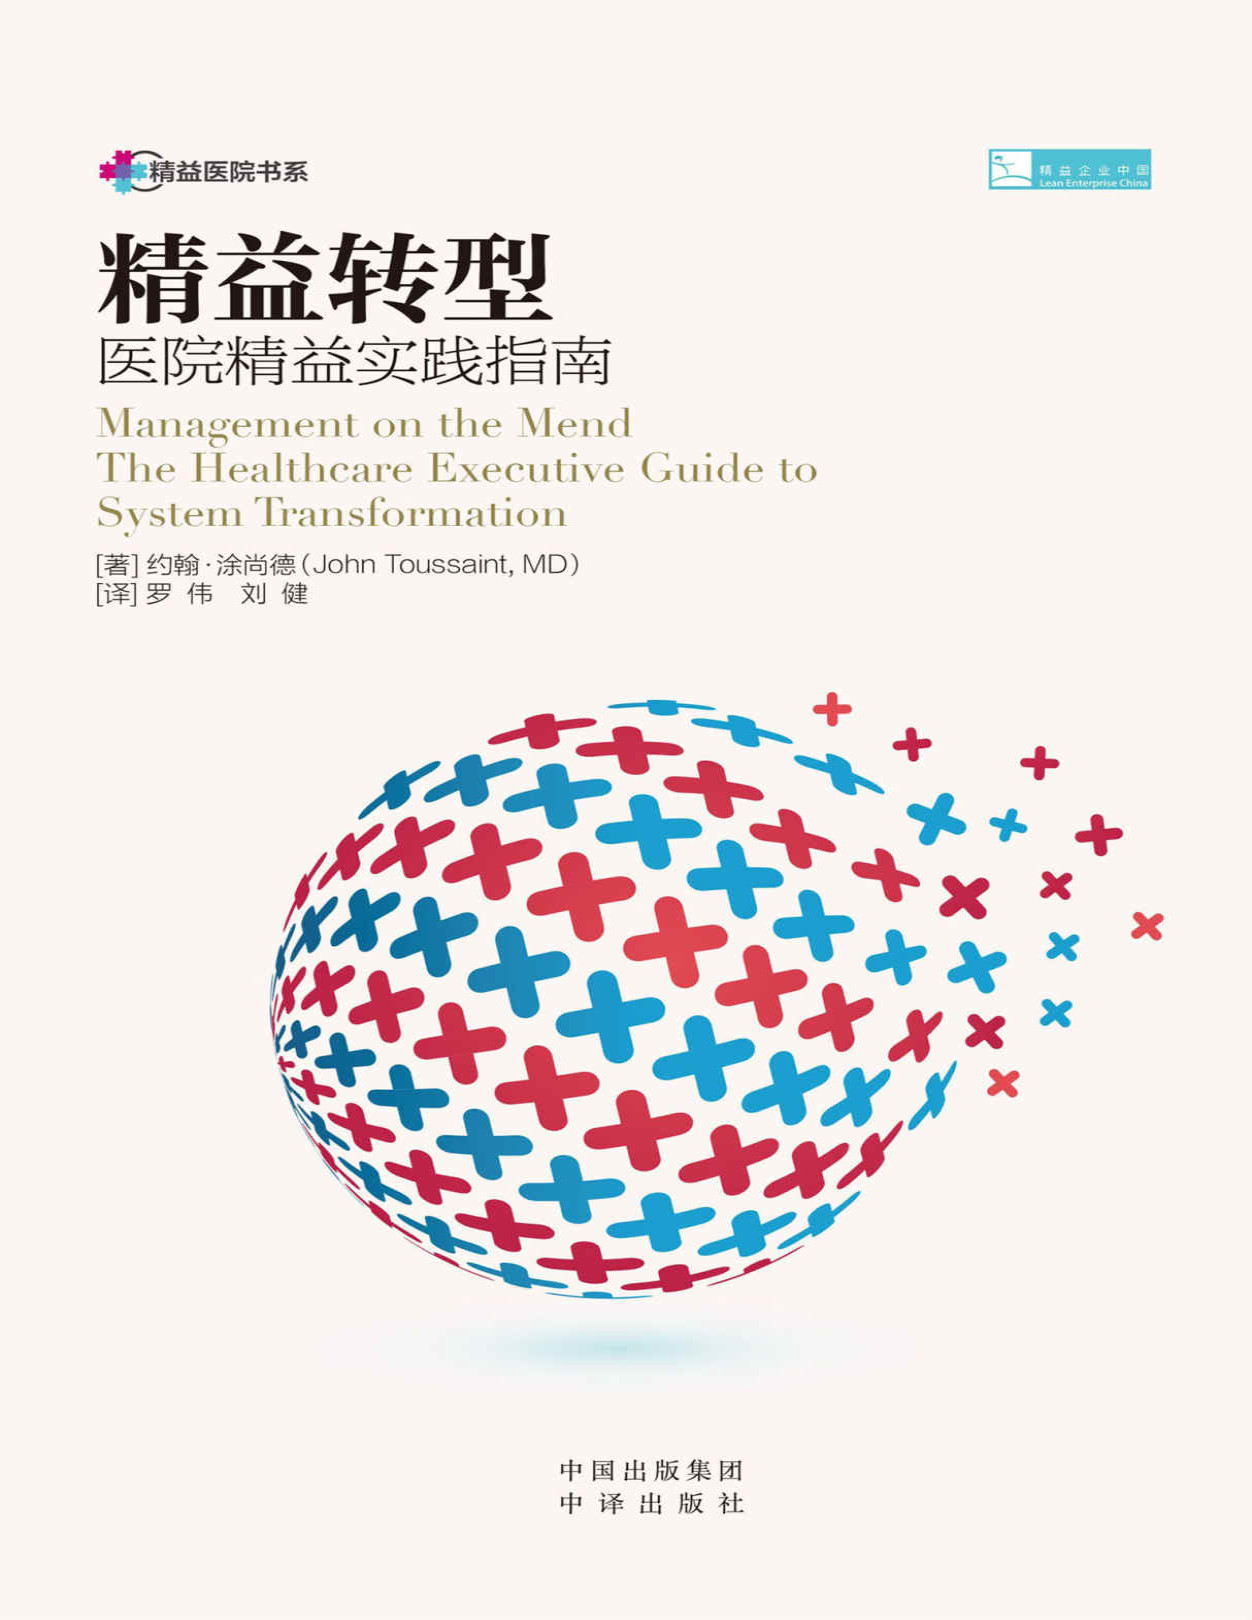 精益医院书系
精益企业中国
Lean Enterprise China
精益转型
医院精益实践指南
Management on the Mend
The Healthcare Executive Guide to
System Transformation
[著] 约翰·涂尚德（John Toussaint, MD）
[译] 罗 伟 刘 健
中国出版集团
中译出版社